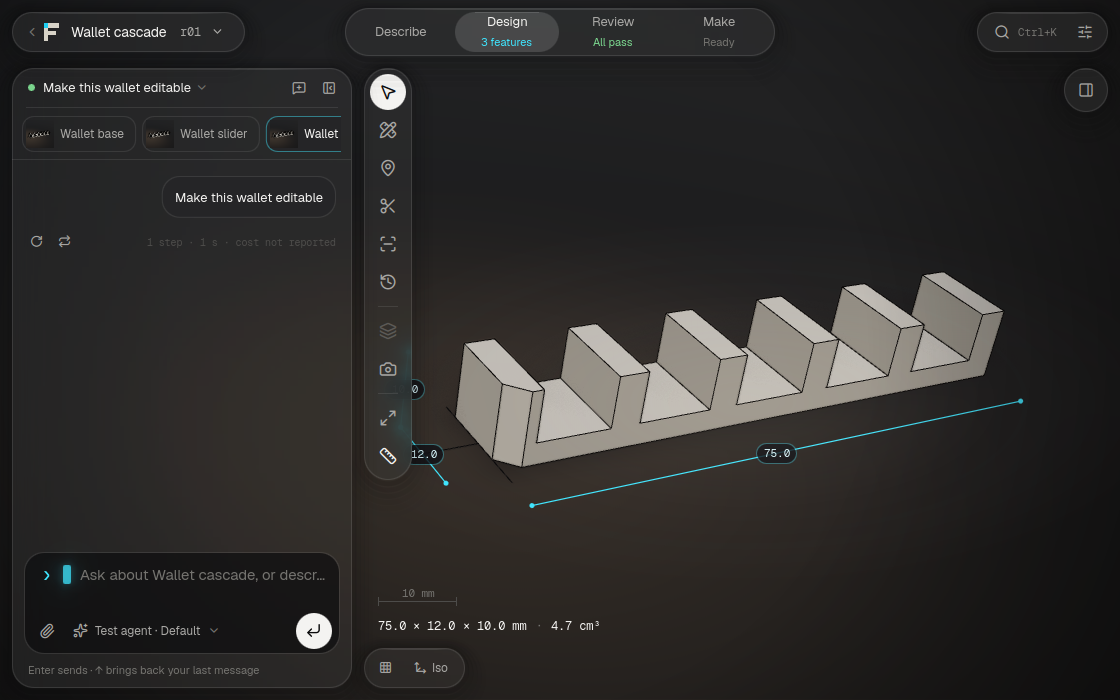 Wallet cascade r01
Describe
Design
3 features
Review
All pass
Make
Ready
Ctrl+K
Make this wallet editable
Wallet base
Wallet slider
Wallet
Make this wallet editable
1 step · 1 s · cost not reported
12.0
75.0
10 mm
75.0 × 12.0 × 10.0 mm · 4.7 cm³
Ask about Wallet cascade, or descr…
Test agent · Default
Enter sends · ↑ brings back your last message
Iso